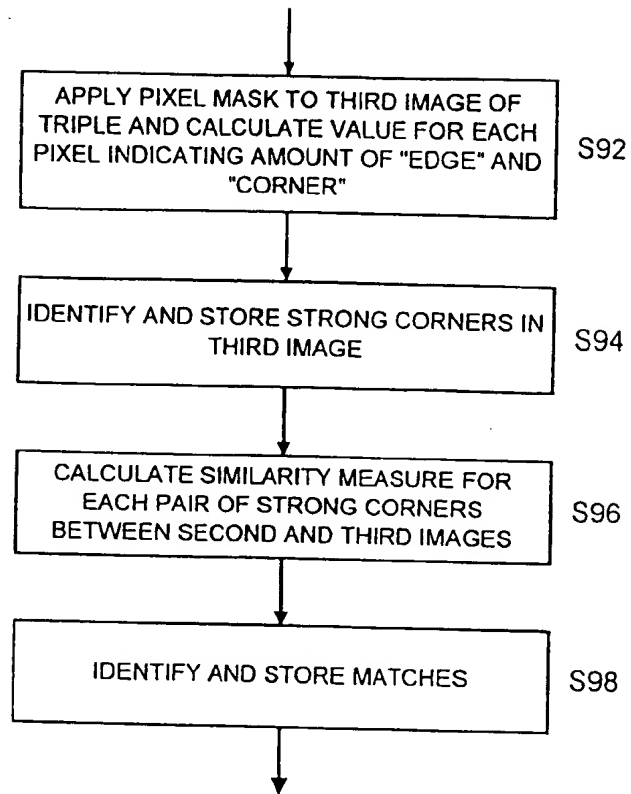 APPLY PIXEL MASK TO THIRD IMAGE OF
TRIPLE AND CALCULATE VALUE FOR EACH
PIXEL INDICATING AMOUNT OF "EDGE" AND
"CORNER"
S92
IDENTIFY AND STORE STRONG CORNERS IN
THIRD IMAGE
S94
CALCULATE SIMILARITY MEASURE FOR
EACH PAIR OF STRONG CORNERS
BETWEEN SECOND AND THIRD IMAGES
S96
IDENTIFY AND STORE MATCHES
S98